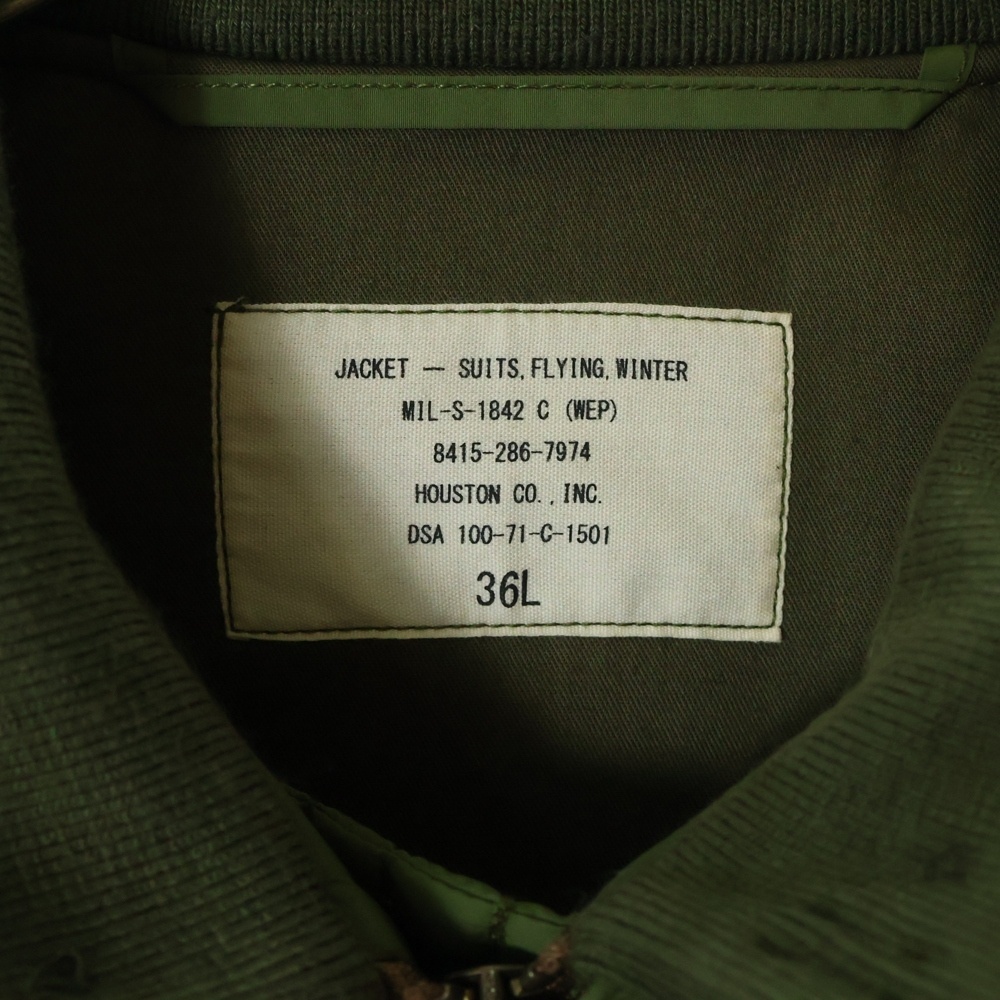 JACKET — SUITS, FLYING, WINTER
MIL-S-1842 C (WEP)
8415-286-7974
HOUSTON CO., INC.
DSA 100-71-C-1501
36L